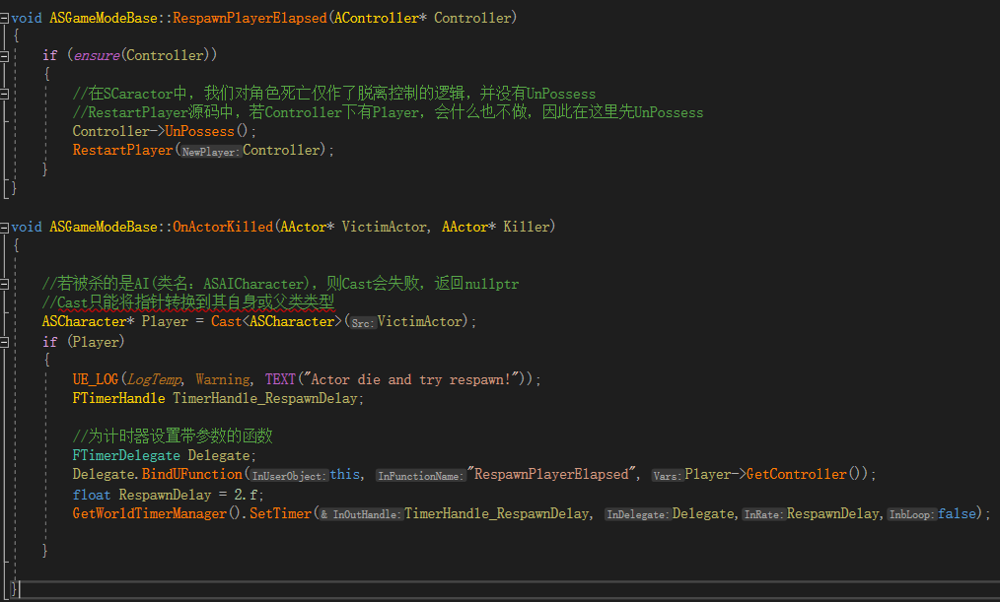 void ASGameModeBase::RespawnPlayerElapsed(AController* Controller)
{
if (ensure(Controller))
{
//在SCaractor中，我们对角色死亡仅作了脱离控制的逻辑，并没有UnPossess
//RestartPlayer源码中，若Controller下有Player，会什么也不做，因此在这里先UnPossess
Controller->UnPossess();
RestartPlayer(NewPlayer:Controller);
}
}
void ASGameModeBase::OnActorKilled(AActor* VictimActor, AActor* Killer)
{
//若被杀的是AI(类名：ASAICharacter)，则Cast会失败，返回nullptr
//Cast只能将指针转换到其自身或父类类型
ASCharacter* Player = Cast<ASCharacter>(Src:VictimActor);
if (Player)
{
UE_LOG(LogTemp, Warning, TEXT("Actor die and try respawn!"));
FTimerHandle TimerHandle_RespawnDelay;
//为计时器设置带参数的函数
FTimerDelegate Delegate;
Delegate.BindUFunction(InUserObject:this, InFunctionName:"RespawnPlayerElapsed", Vars:Player->GetController());
float RespawnDelay = 2.f;
GetWorldTimerManager().SetTimer(& InOutHandle:TimerHandle_RespawnDelay, InDelegate:Delegate,InRate:RespawnDelay,InbLoop:false);
}
}